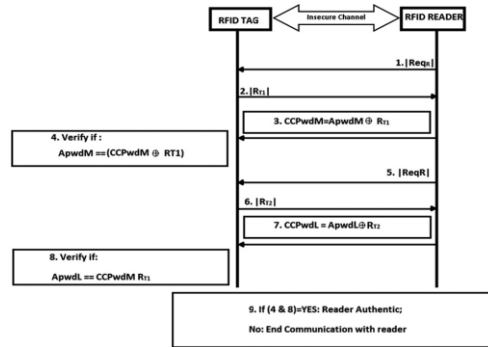 RFID TAG
Insecure Channel
RFID READER
1.|Reqʀ|
2.|RT1|
3. CCPwdM=ApwdM ⊕ RT1
4. Verify if :
ApwdM ==(CCPwdM ⊕ RT1)
5. |ReqR|
6. |RT2|
7. CCPwdL = ApwdL⊕RT2
8. Verify if:
ApwdL == CCPwdM RT1
9. If (4 & 8)=YES: Reader Authentic;
No: End Communication with reader